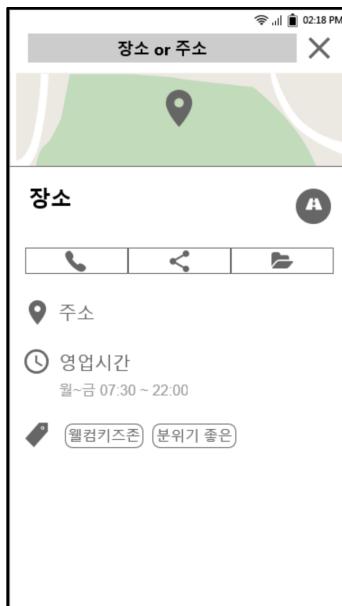 02:18 PM
장소 or 주소
장소
주소
영업시간
월~금 07:30 ~ 22:00
웰컴키즈존 분위기 좋은